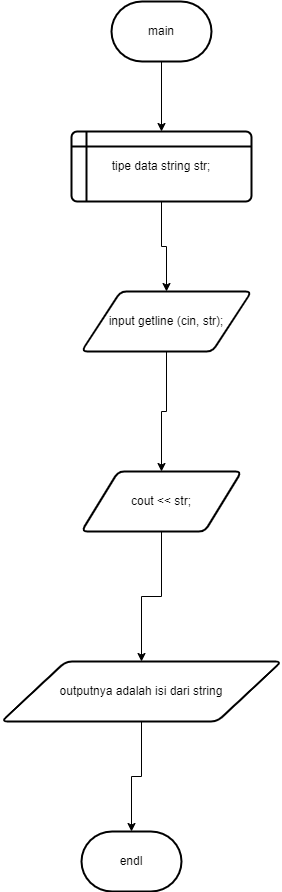 main
tipe data string str;
input getline (cin, str);
cout << str;
outputnya adalah isi dari string
endl